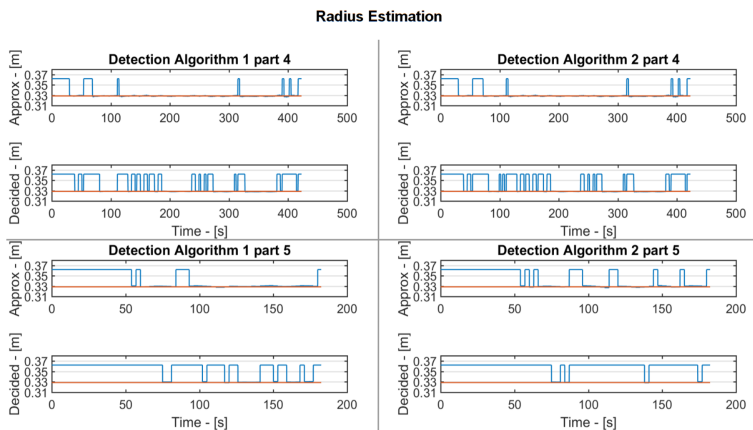 Radius Estimation
Detection Algorithm 1 part 4
Approx - [m]
0.37
0.35
0.33
0.31
0 100 200 300 400 500
Decided - [m]
0.37
0.35
0.33
0.31
0 100 200 300 400 500
Time - [s]
Detection Algorithm 2 part 4
Approx - [m]
0.37
0.35
0.33
0.31
0 100 200 300 400 500
Decided - [m]
0.37
0.35
0.33
0.31
0 100 200 300 400 500
Time - [s]
Detection Algorithm 1 part 5
Approx - [m]
0.37
0.35
0.33
0.31
0 50 100 150 200
Decided - [m]
0.37
0.35
0.33
0.31
0 50 100 150 200
Time - [s]
Detection Algorithm 2 part 5
Approx - [m]
0.37
0.35
0.33
0.31
0 50 100 150 200
Decided - [m]
0.37
0.35
0.33
0.31
0 50 100 150 200
Time - [s]